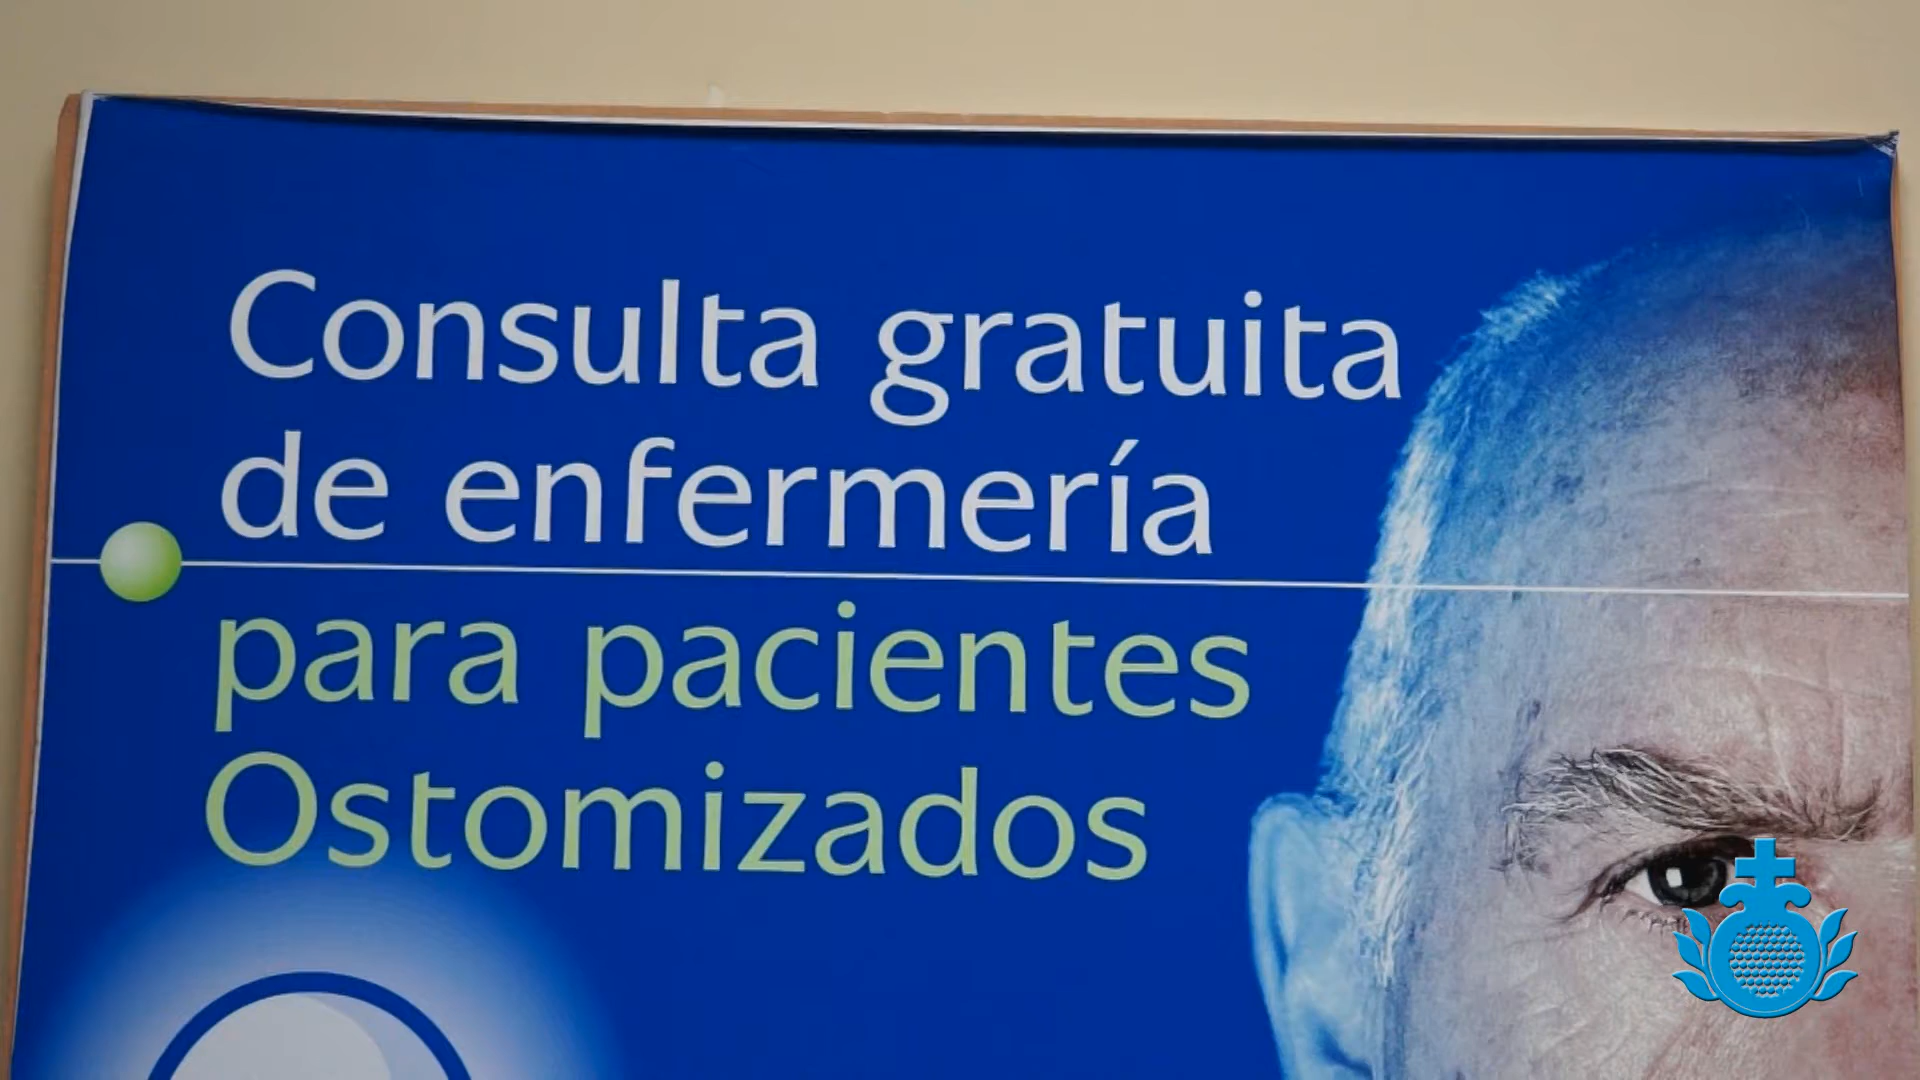 Consulta gratuita
de enfermería
para pacientes
Ostomizados